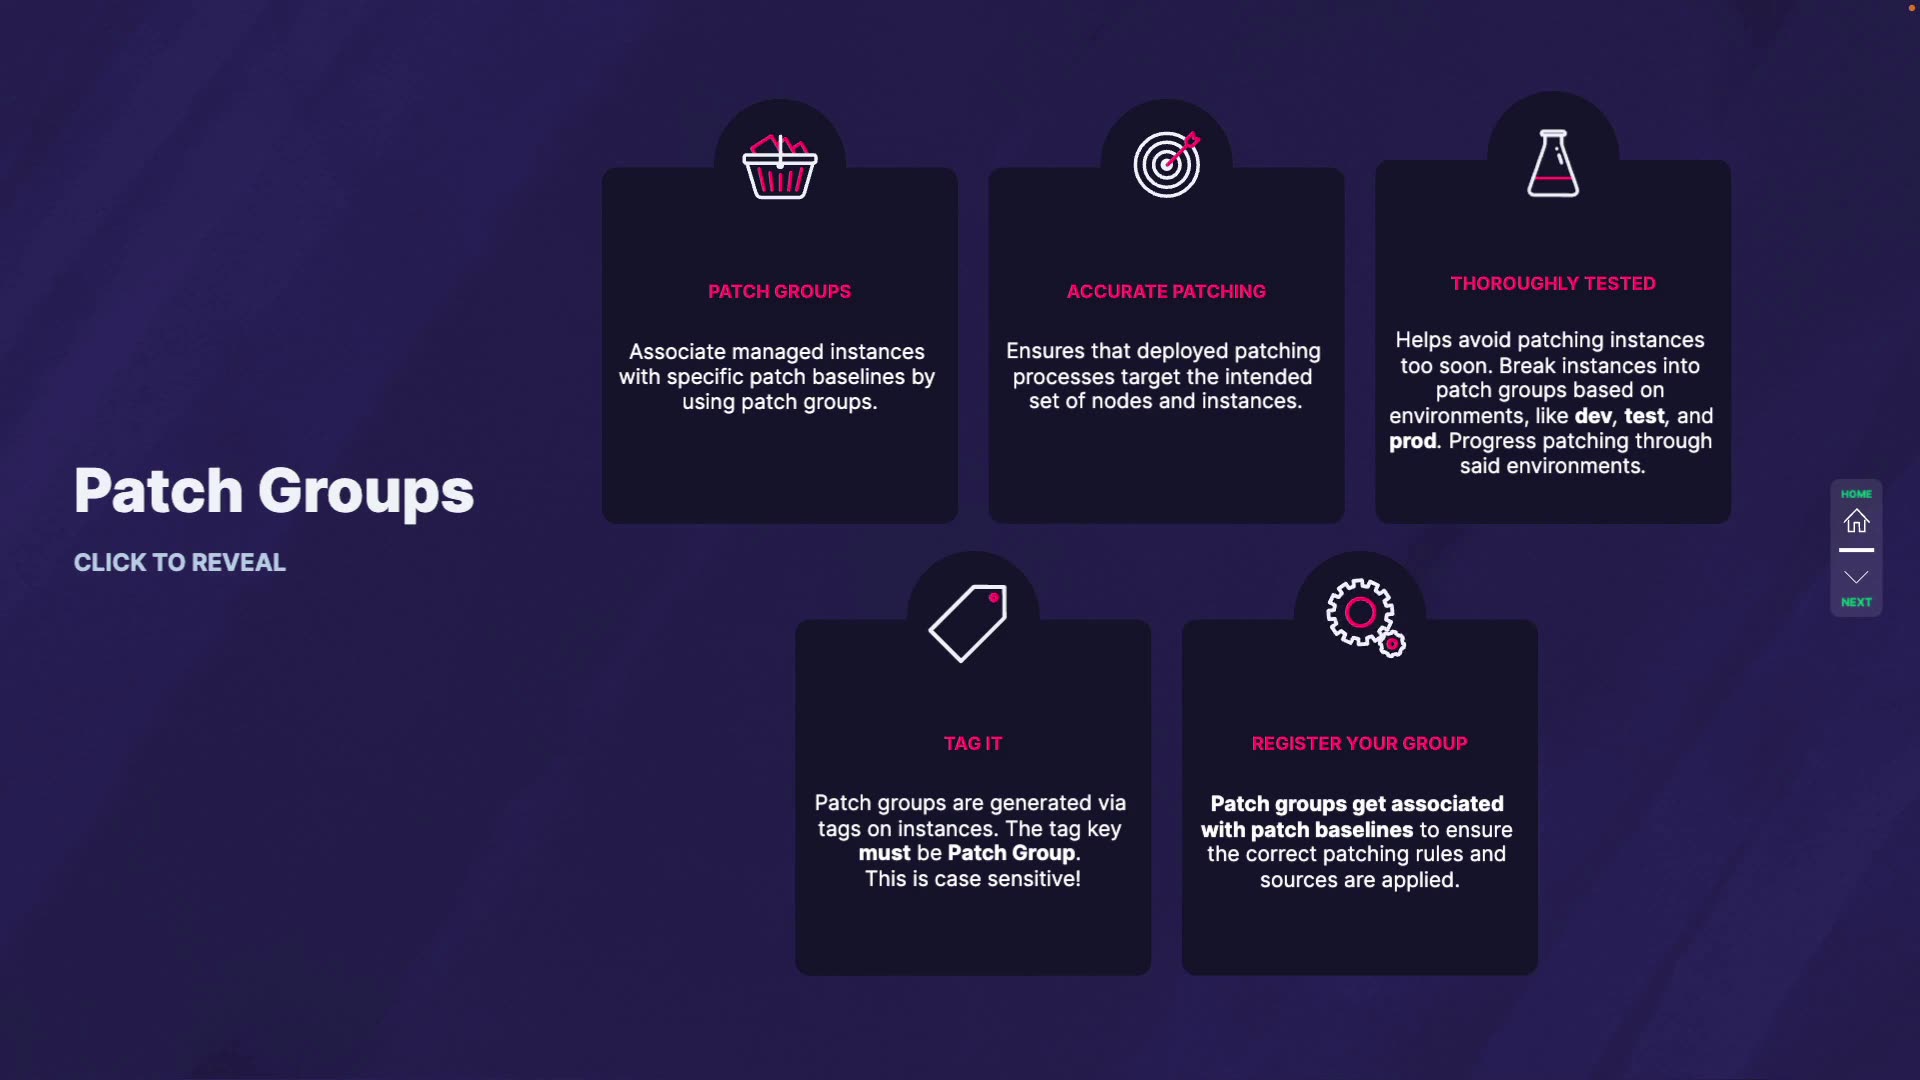 Patch Groups
CLICK TO REVEAL
PATCH GROUPS
Associate managed instances
with specific patch baselines by
using patch groups.
ACCURATE PATCHING
Ensures that deployed patching
processes target the intended
set of nodes and instances.
THOROUGHLY TESTED
Helps avoid patching instances
too soon. Break instances into
patch groups based on
environments, like dev, test, and
prod. Progress patching through
said environments.
TAG IT
Patch groups are generated via
tags on instances. The tag key
must be Patch Group.
This is case sensitive!
REGISTER YOUR GROUP
Patch groups get associated
with patch baselines to ensure
the correct patching rules and
sources are applied.
HOME
NEXT